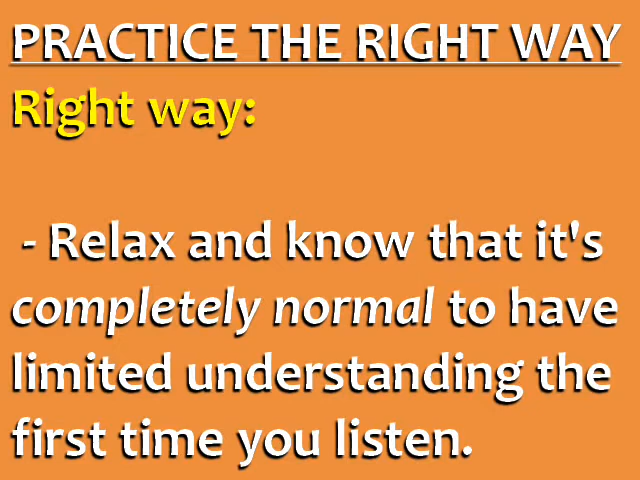 PRACTICE THE RIGHT WAY
Right way:
- Relax and know that it's
completely normal to have
limited understanding the
first time you listen.